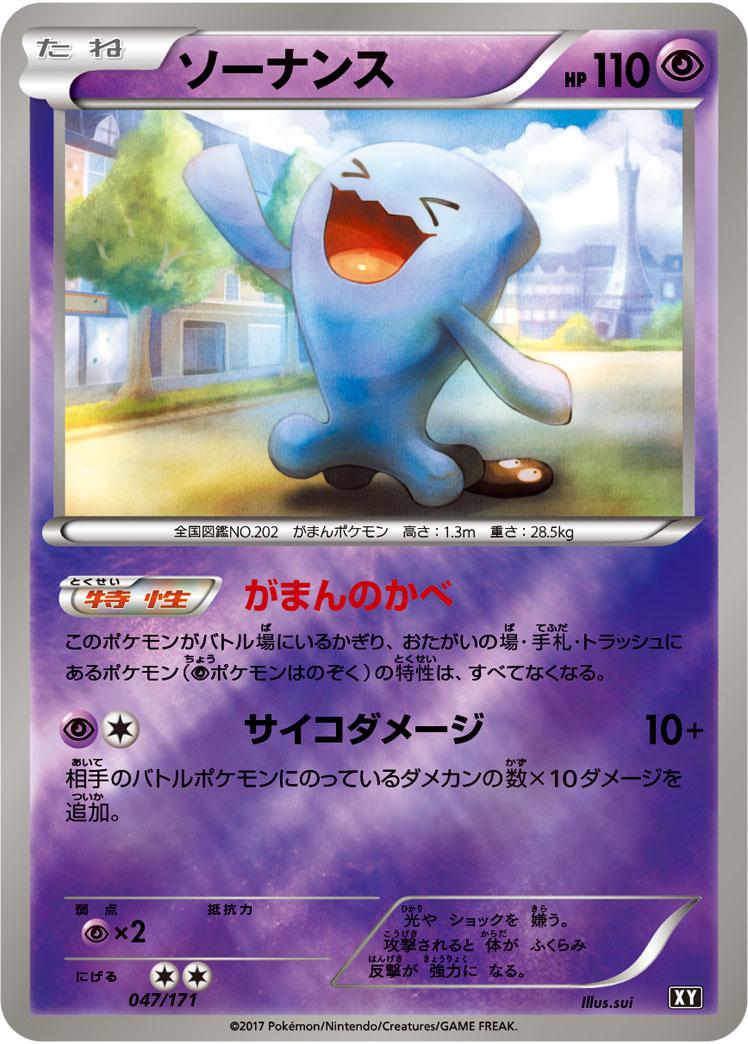 たね
ソーナンス
HP 110
全国図鑑NO.202 がまんポケモン 高さ:1.3m 重さ:28.5kg
とくせい
特性 がまんのかべ
このポケモンがバトル場にいるかぎり、おたがいの場・手札・トラッシュに
あるポケモン(ポケモンはのぞく)の特性は、すべてなくなる。
サイコダメージ 10+
相手のバトルポケモンにのっているダメカンの数×10ダメージを
追加。
弱点 抵抗力
×2
にげる
光や ショックを 嫌う。
攻撃されると 体が ふくらみ
反撃が 強力に なる。
047/171
Illus.sui
XY
©2017 Pokémon/Nintendo/Creatures/GAME FREAK.